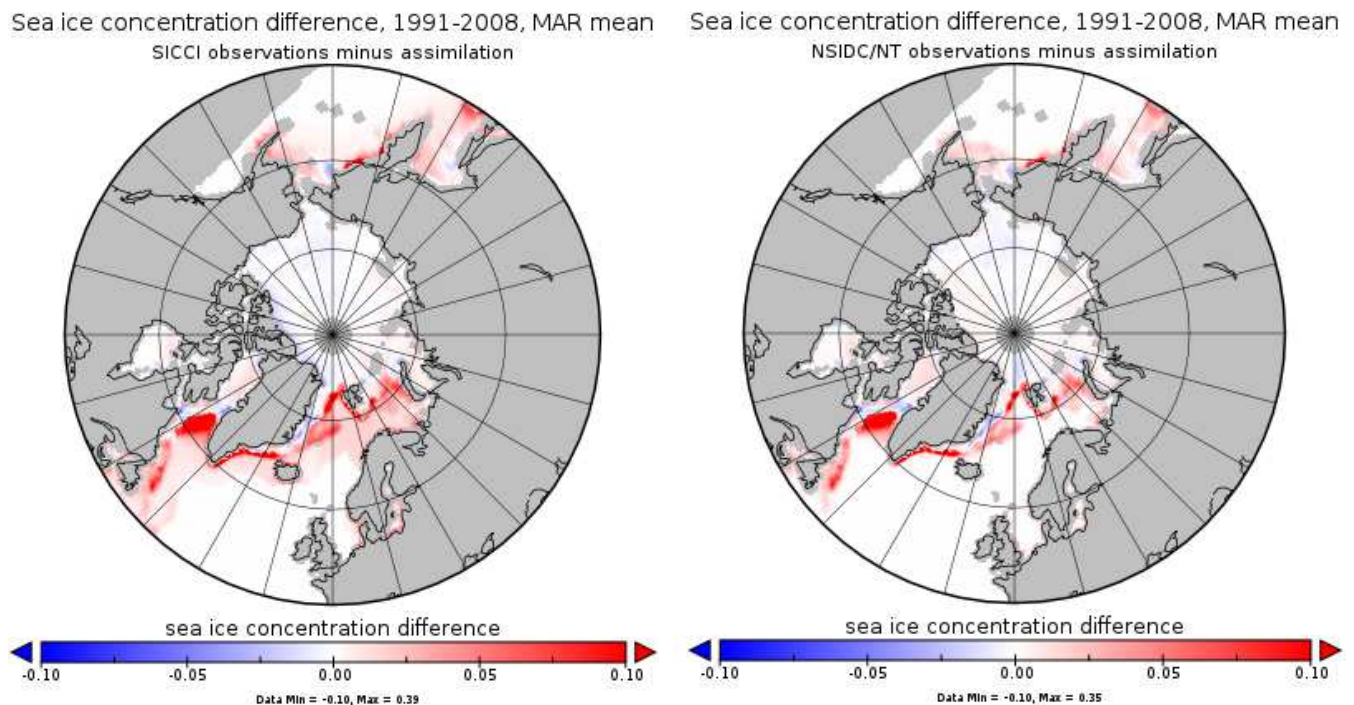 Sea ice concentration difference, 1991-2008, MAR mean
SICCI observations minus assimilation
sea ice concentration difference
-0.10 -0.05 0.00 0.05 0.10
Data Min = -0.10, Max = 0.39
Sea ice concentration difference, 1991-2008, MAR mean
NSIDC/NT observations minus assimilation
sea ice concentration difference
-0.10 -0.05 0.00 0.05 0.10
Data Min = -0.10, Max = 0.35